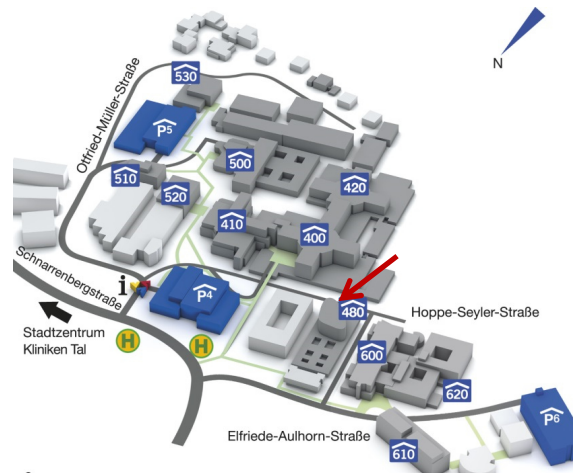 N
530
Otfried-Müller-Straße
P5
500
510
520
420
410
400
i
Schnarrenbergstraße
P4
480
Hoppe-Seyler-Straße
Stadtzentrum
Kliniken Tal
H
H
600
620
P6
Elfriede-Aulhorn-Straße
610